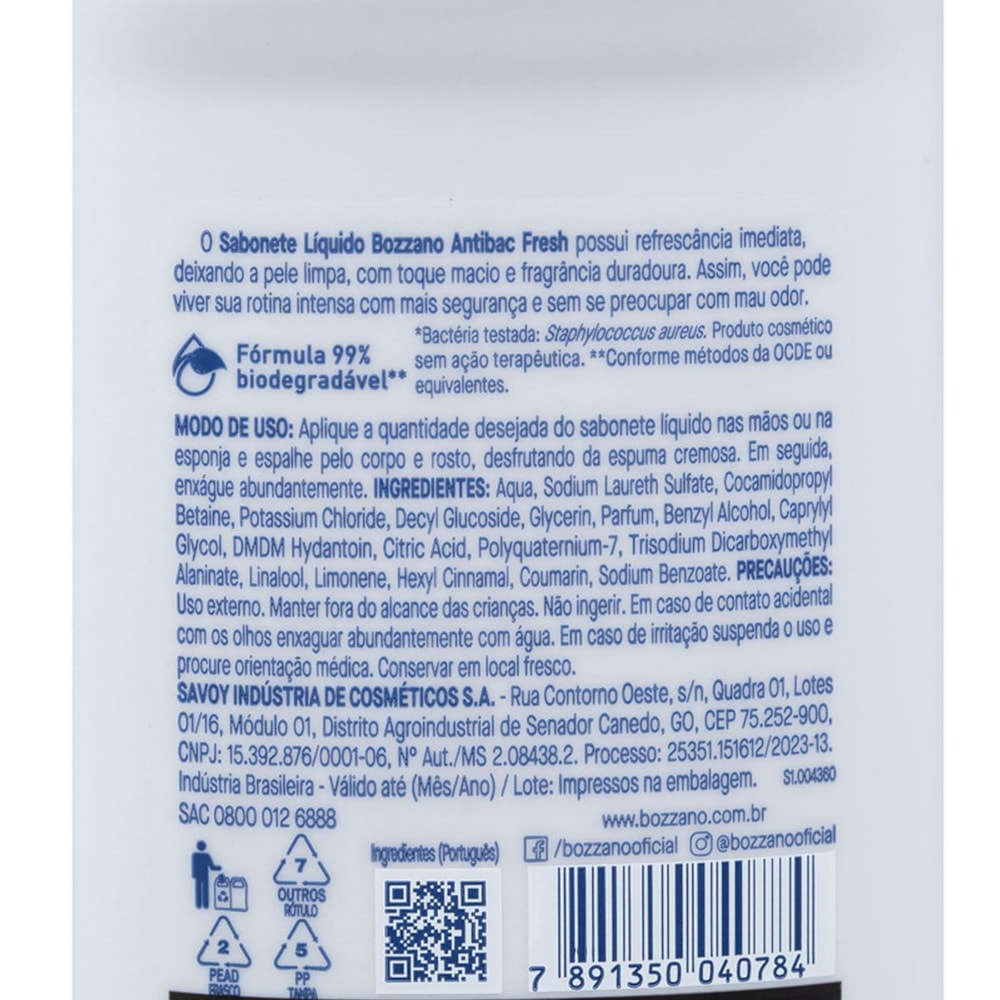 O Sabonete Líquido Bozzano Antibac Fresh possui refrescância imediata,
deixando a pele limpa, com toque macio e fragrância duradoura. Assim, você pode
viver sua rotina intensa com mais segurança e sem se preocupar com mau odor.
Fórmula 99%
biodegradável**
*Bactéria testada: Staphylococcus aureus. Produto cosmético
sem ação terapêutica. **Conforme métodos da OCDE ou
equivalentes.
MODO DE USO: Aplique a quantidade desejada do sabonete líquido nas mãos ou na
esponja e espalhe pelo corpo e rosto, desfrutando da espuma cremosa. Em seguida,
enxágue abundantemente. INGREDIENTES: Aqua, Sodium Laureth Sulfate, Cocamidopropyl
Betaine, Potassium Chloride, Decyl Glucoside, Glycerin, Parfum, Benzyl Alcohol, Caprylyl
Glycol, DMDM Hydantoin, Citric Acid, Polyquaternium-7, Trisodium Dicarboxymethyl
Alaninate, Linalool, Limonene, Hexyl Cinnamal, Coumarin, Sodium Benzoate. PRECAUÇÕES:
Uso externo. Manter fora do alcance das crianças. Não ingerir. Em caso de contato acidental
com os olhos enxaguar abundantemente com água. Em caso de irritação suspenda o uso e
procure orientação médica. Conservar em local fresco.
SAVOY INDÚSTRIA DE COSMÉTICOS S.A. - Rua Contorno Oeste, s/n, Quadra 01, Lotes
01/16, Módulo 01, Distrito Agroindustrial de Senador Canedo, GO, CEP 75.252-900,
CNPJ: 15.392.876/0001-06, Nº Aut./MS 2.08438.2. Processo: 25351.151612/2023-13.
Indústria Brasileira - Válido até (Mês/Ano) / Lote: Impressos na embalagem. S1.004360
SAC 0800 012 6888
www.bozzano.com.br
/bozzanooficial @bozzanooficial
Ingredientes (Português)
7
OUTROS
RÓTULO
2
PEAD
FRASCO
5
PP
TAMPA
7 891350 040784